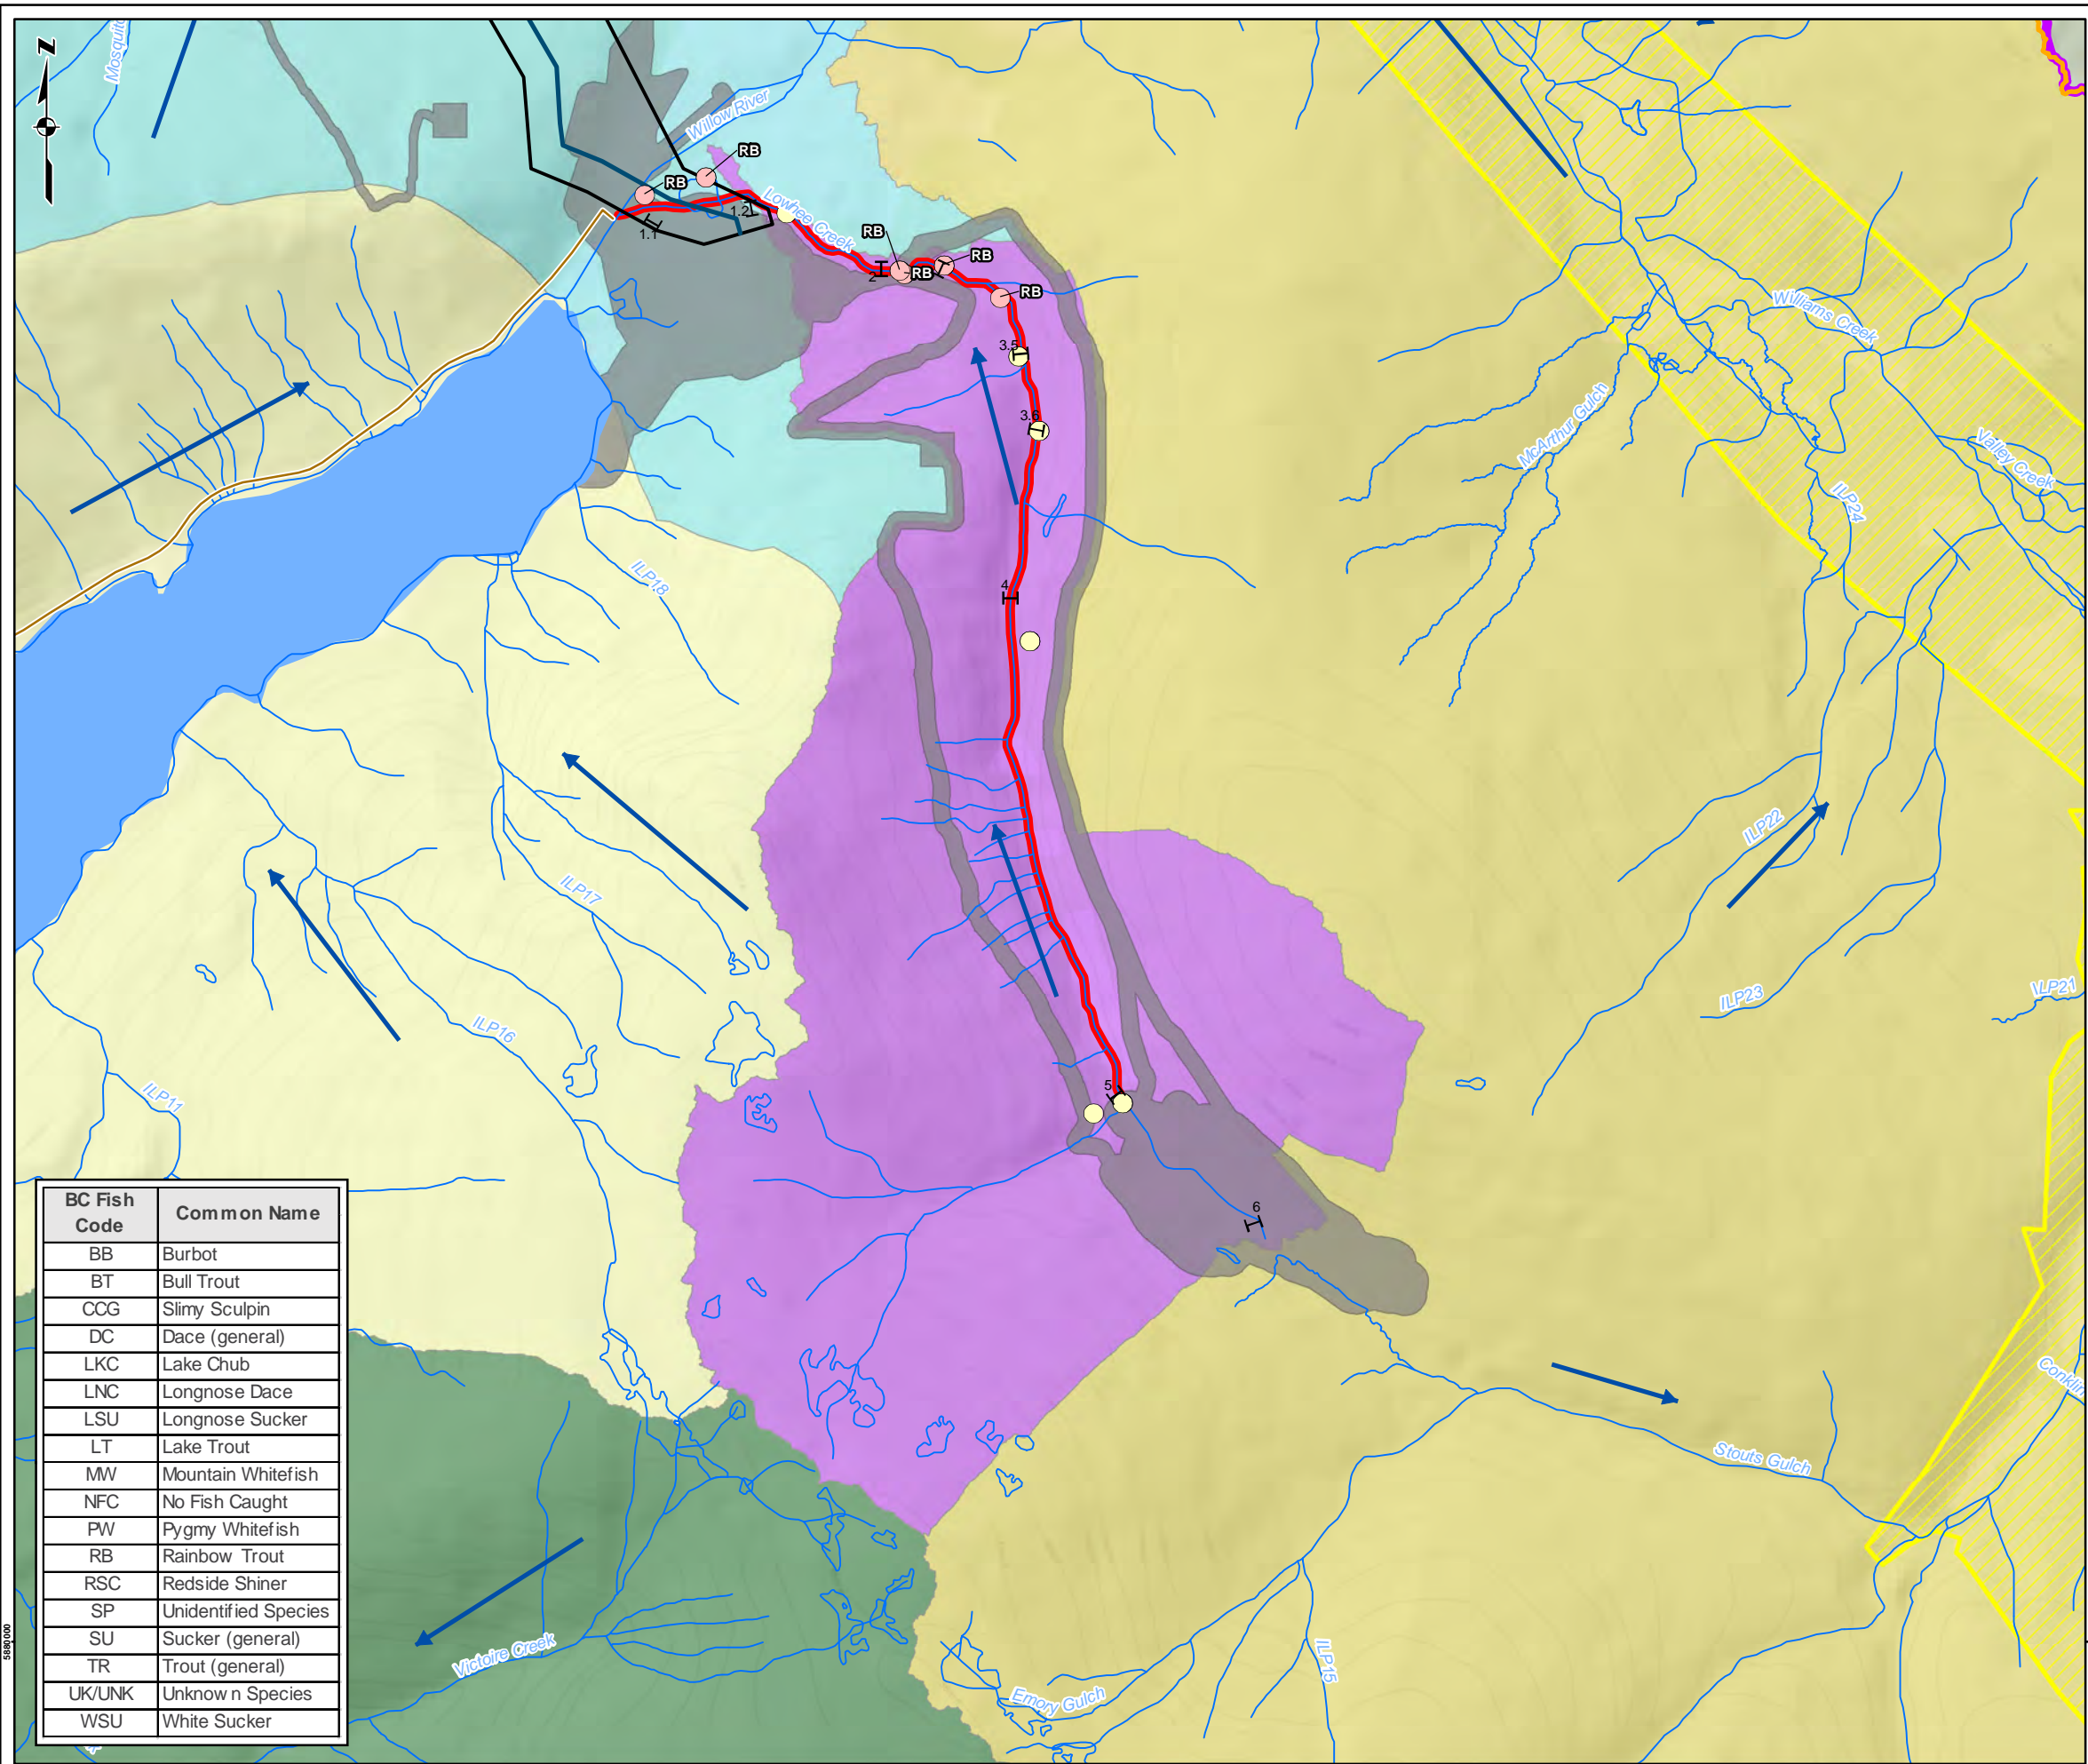 N
Mosquito
Willow River
RB
RB
1.2
1.1
Lowhee Creek
RB
RB
2
RB
RB
3.5
3.6
4
5
6
Williams Creek
McArthur Gulch
Valley Creek
ILP24
ILP18
ILP22
ILP17
ILP23
ILP21
ILP16
ILP11
Conklin
Stouts Gulch
Victoire Creek
Emory Gulch
ILP15
5880000
BC Fish Code Common Name
BB Burbot
BT Bull Trout
CCG Slimy Sculpin
DC Dace (general)
LKC Lake Chub
LNC Longnose Dace
LSU Longnose Sucker
LT Lake Trout
MW Mountain Whitefish
NFC No Fish Caught
PW Pygmy Whitefish
RB Rainbow Trout
RSC Redside Shiner
SP Unidentified Species
SU Sucker (general)
TR Trout (general)
UK/UNK Unknown Species
WSU White Sucker